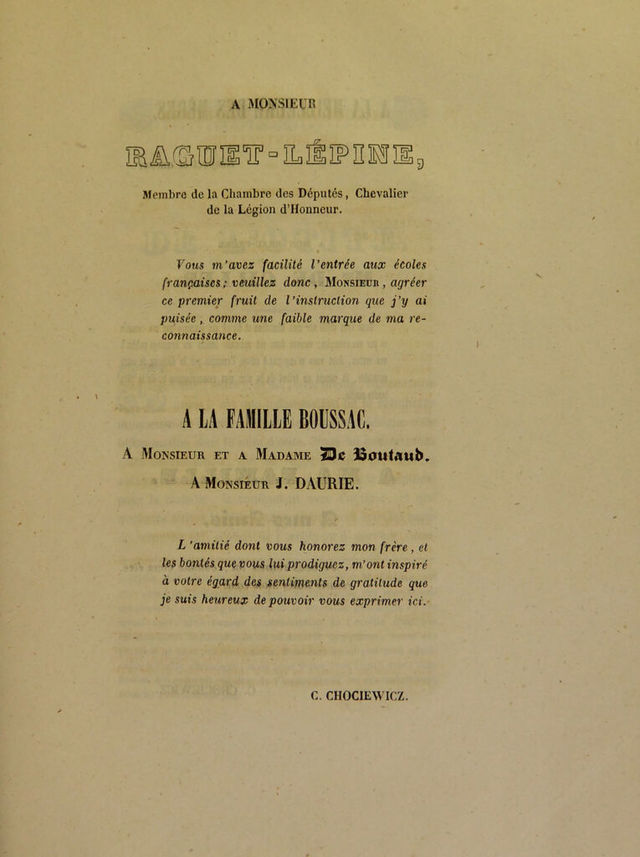 A MONSIEUR
RAGUET-LÉPINE,
Membre de la Chambre des Députés, Chevalier
de la Légion d'Honneur.
Vous m'avez facilité l'entrée aux écoles
françaises; veuillez donc, MONSIEUR, agréer
ce premier fruit de l'instruction que j'y ai
puisée, comme une faible marque de ma re-
connaissance.
A LA FAMILLE BOUSSAC.
A MONSIEUR ET A MADAME De Boutaud.
A MONSIEUR J. DAURIE.
L'amitié dont vous honorez mon frère, et
les bontés que vous lui prodiguez, m'ont inspiré
à votre égard des sentiments de gratitude que
je suis heureux de pouvoir vous exprimer ici.
C. CHOCIEWICZ.